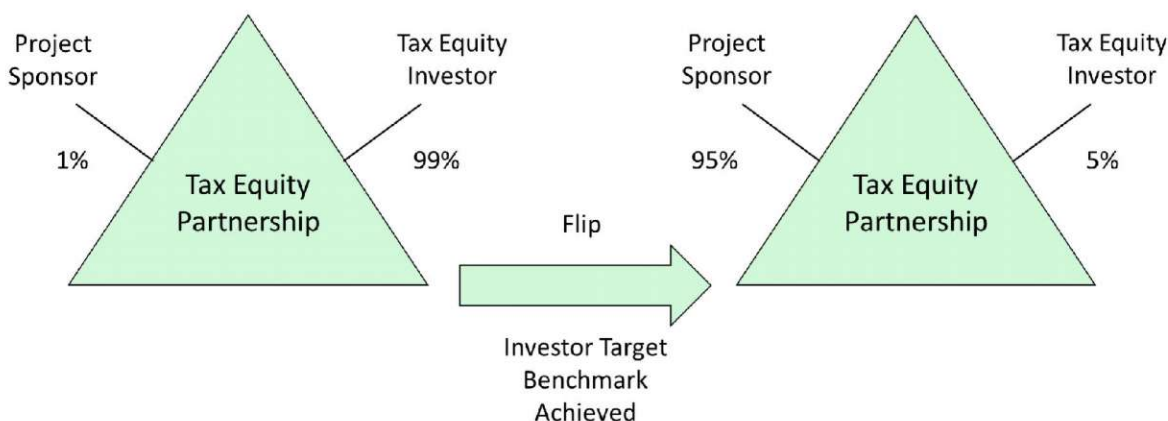 Project
Sponsor
1%
Tax Equity
Investor
99%
Tax Equity
Partnership
Flip
Investor Target
Benchmark
Achieved
Project
Sponsor
95%
Tax Equity
Investor
5%
Tax Equity
Partnership